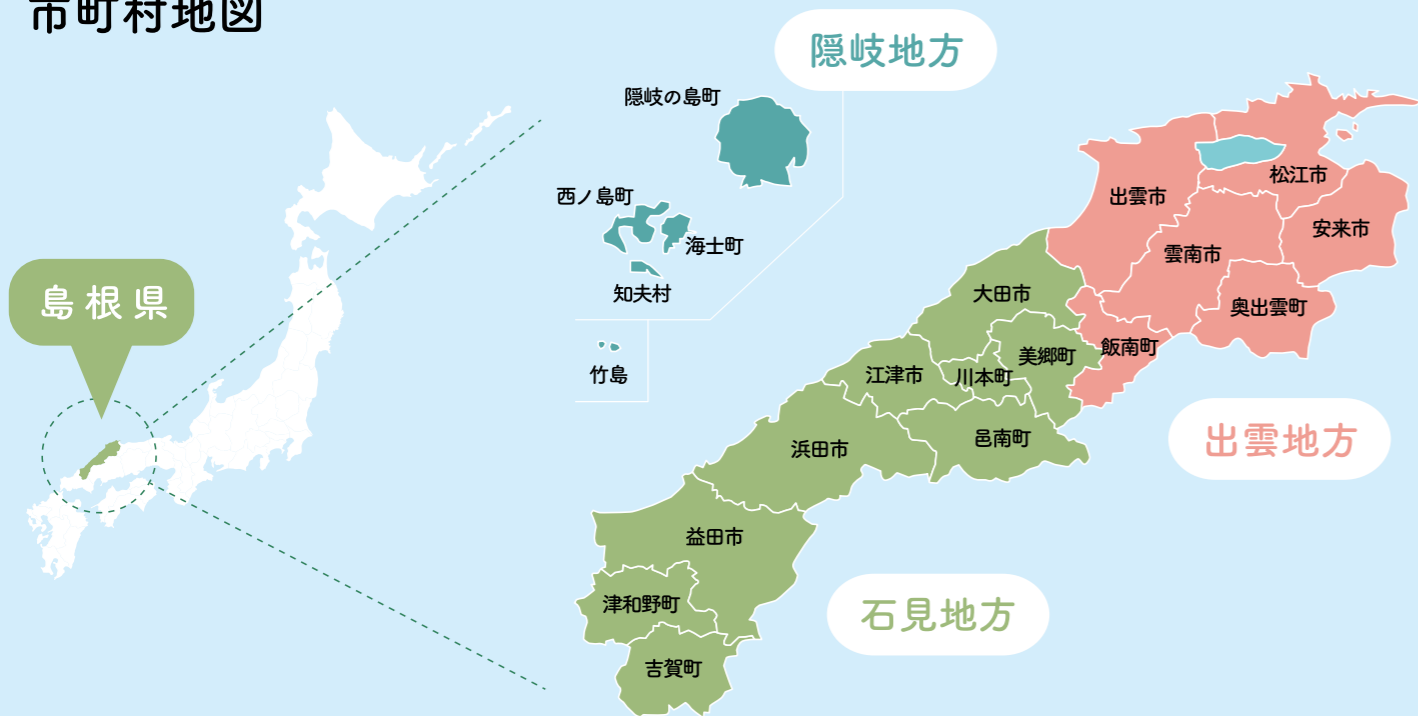 市町村地図
隠岐地方
隠岐の島町
西ノ島町
海士町
知夫村
竹島
島根県
松江市
出雲市
安来市
雲南市
奥出雲町
飯南町
大田市
美郷町
川本町
江津市
邑南町
浜田市
出雲地方
益田市
津和野町
吉賀町
石見地方